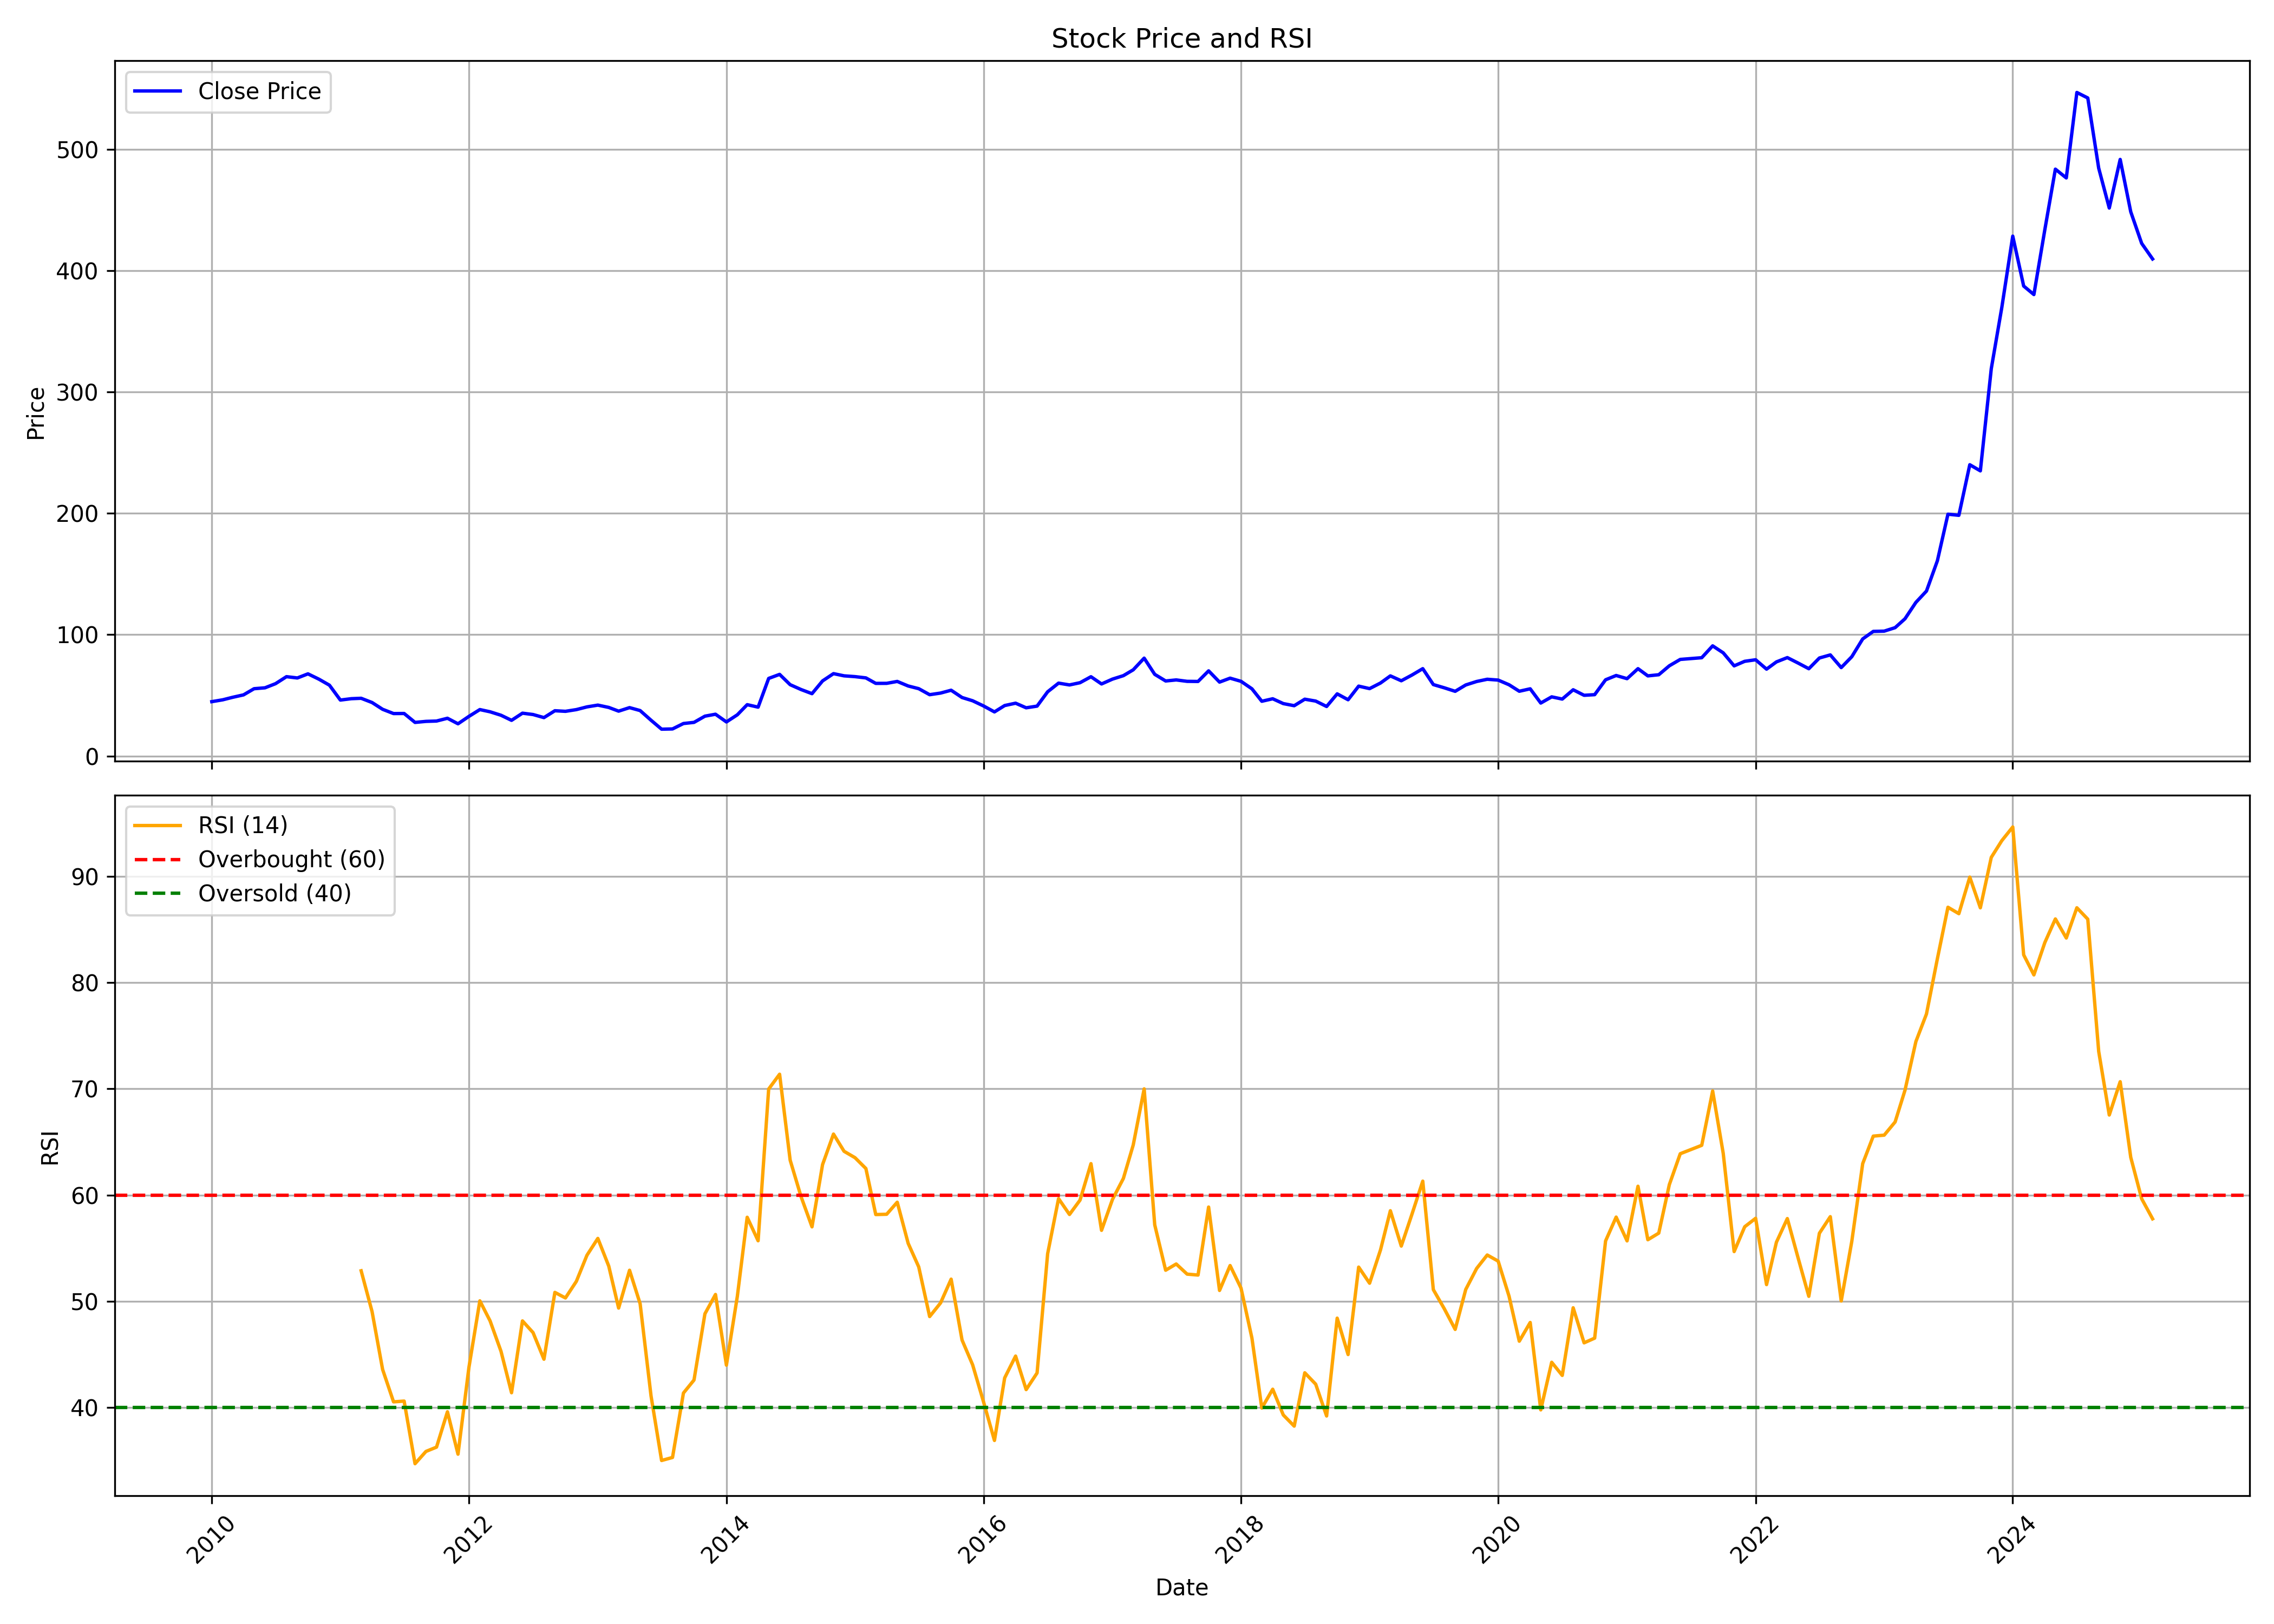 Stock Price and RSI
Close Price
500
400
300
200
100
0
Price
RSI (14)
Overbought (60)
Oversold (40)
90
80
70
60
50
40
RSI
2010
2012
2014
2016
2018
2020
2022
2024
Date